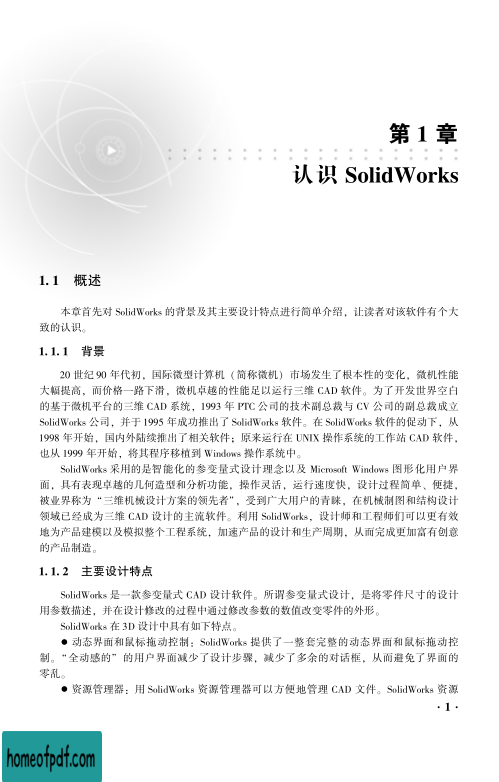 第 1 章
认识 SolidWorks
1. 1 概述
本章首先对 SolidWorks 的背景及其主要设计特点进行简单介绍，让读者对该软件有个大
致的认识。
1. 1. 1 背景
20 世纪 90 年代初，国际微型计算机（简称微机）市场发生了根本性的变化，微机性能
大幅提高，而价格一路下滑，微机卓越的性能足以运行三维 CAD 软件。为了开发世界空白
的基于微机平台的三维 CAD 系统，1993 年 PTC 公司的技术副总裁与 CV 公司的副总裁成立
SolidWorks 公司，并于 1995 年成功推出了 SolidWorks 软件。在 SolidWorks 软件的促动下，从
1998 年开始，国内外陆续推出了相关软件；原来运行在 UNIX 操作系统的工作站 CAD 软件，
也从 1999 年开始，将其程序移植到 Windows 操作系统中。
SolidWorks 采用的是智能化的参变量式设计理念以及 Microsoft Windows 图形化用户界
面，具有表现卓越的几何造型和分析功能，操作灵活，运行速度快，设计过程简单、便捷，
被业界称为“三维机械设计方案的领先者”，受到广大用户的青睐，在机械制图和结构设计
领域已经成为三维 CAD 设计的主流软件。利用 SolidWorks，设计师和工程师们可以更有效
地为产品建模以及模拟整个工程系统，加速产品的设计和生产周期，从而完成更加富有创意
的产品制造。
1. 1. 2 主要设计特点
SolidWorks 是一款参变量式 CAD 设计软件。所谓参变量式设计，是将零件尺寸的设计
用参数描述，并在设计修改的过程中通过修改参数的数值改变零件的外形。
SolidWorks 在 3D 设计中具有如下特点。
● 动态界面和鼠标拖动控制：SolidWorks 提供了一整套完整的动态界面和鼠标拖动控
制。“全动感的”的用户界面减少了设计步骤，减少了多余的对话框，从而避免了界面的
零乱。
● 资源管理器：用 SolidWorks 资源管理器可以方便地管理 CAD 文件。SolidWorks 资源
· 1 ·
homeofpdf.com